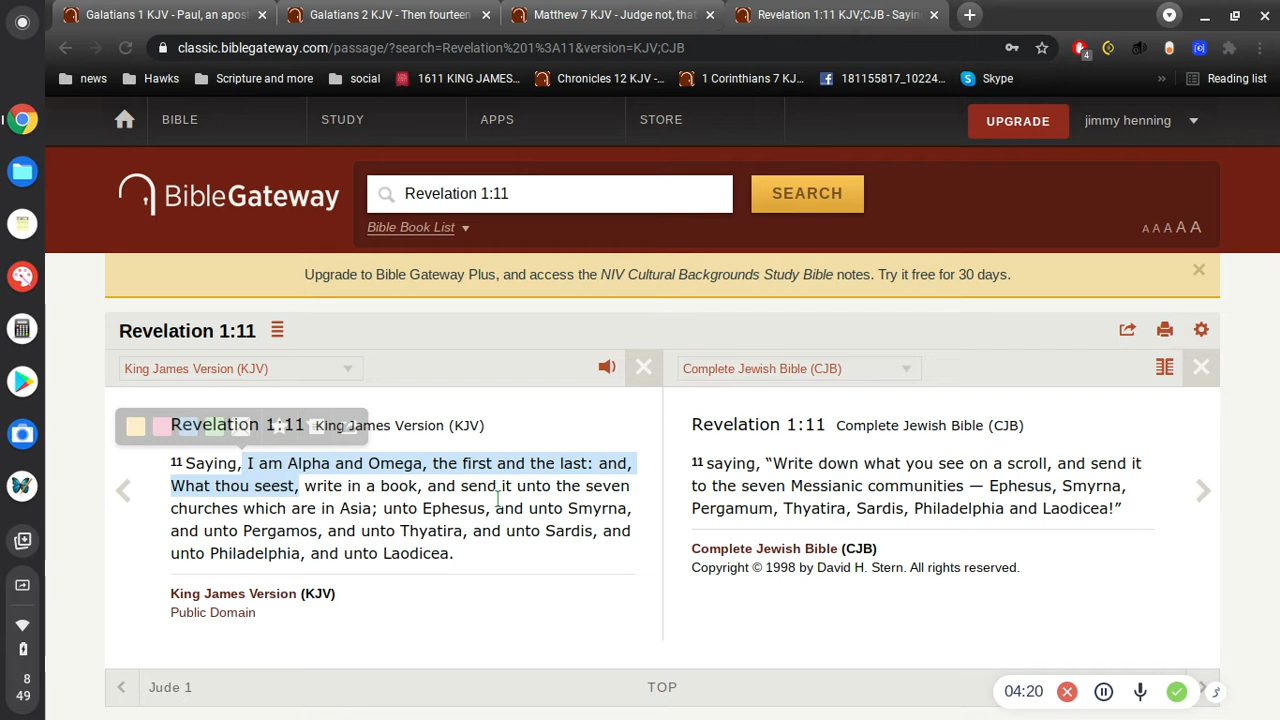 Galatians 1 KJV - Paul, an apost
Galatians 2 KJV - Then fourteen
Matthew 7 KJV - Judge not, that
Revelation 1:11 KJV;CJB - Sayin
classic.biblegateway.com/passage/?search=Revelation%201%3A11&version=KJV;CJB
4
news
Hawks
Scripture and more
social
1611 KING JAMES...
Chronicles 12 KJV -...
1 Corinthians 7 KJ...
181155817_10224...
Skype
»
Reading list
BIBLE
STUDY
APPS
STORE
UPGRADE
jimmy henning
BibleGateway
Revelation 1:11
SEARCH
Bible Book List
A A A A A
Upgrade to Bible Gateway Plus, and access the NIV Cultural Backgrounds Study Bible notes. Try it free for 30 days.
Revelation 1:11
King James Version (KJV)
Complete Jewish Bible (CJB)
Revelation 1:11 King James Version (KJV)
11 Saying, I am Alpha and Omega, the first and the last: and,
What thou seest, write in a book, and send it unto the seven
churches which are in Asia; unto Ephesus, and unto Smyrna,
and unto Pergamos, and unto Thyatira, and unto Sardis, and
unto Philadelphia, and unto Laodicea.
King James Version (KJV)
Public Domain
Revelation 1:11 Complete Jewish Bible (CJB)
11 saying, “Write down what you see on a scroll, and send it
to the seven Messianic communities — Ephesus, Smyrna,
Pergamum, Thyatira, Sardis, Philadelphia and Laodicea!”
Complete Jewish Bible (CJB)
Copyright © 1998 by David H. Stern. All rights reserved.
Jude 1
TOP
8
49
04:20